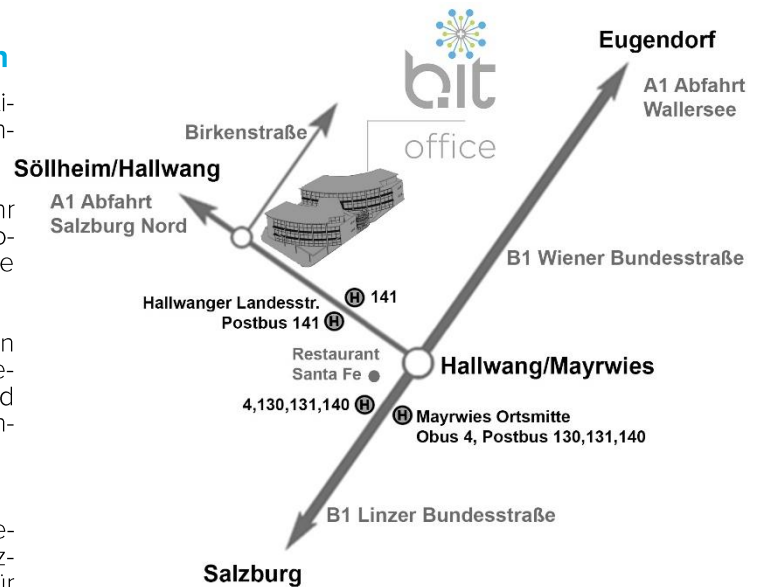 bit
office
Eugendorf
A1 Abfahrt
Wallersee
Birkenstraße
Söllheim/Hallwang
A1 Abfahrt
Salzburg Nord
B1 Wiener Bundesstraße
H 141
Hallwanger Landesstr.
Postbus 141 H
Restaurant
Santa Fe
Hallwang/Mayrwies
4,130,131,140 H
H Mayrwies Ortsmitte
Obus 4, Postbus 130,131,140
B1 Linzer Bundesstraße
Salzburg